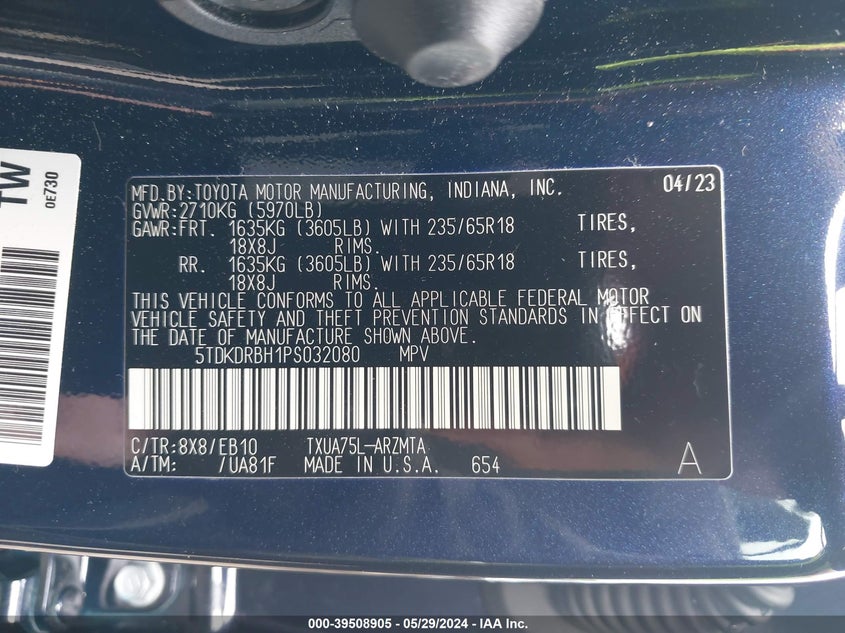 TW
0E730
MFD.BY:TOYOTA MOTOR MANUFACTURING, INDIANA, INC. 04/23
GVWR:2710KG (5970LB)
GAWR:FRT. 1635KG (3605LB) WITH 235/65R18 TIRES,
18X8J RIMS.
RR. 1635KG (3605LB) WITH 235/65R18 TIRES,
18X8J RIMS.
THIS VEHICLE CONFORMS TO ALL APPLICABLE FEDERAL MOTOR
VEHICLE SAFETY AND THEFT PREVENTION STANDARDS IN EFFECT ON
THE DATE OF MANUFACTURE SHOWN ABOVE.
5TDKDRBH1PS032080 MPV
C/TR:8X8/EB10 TXUA75L-ARZMTA
A/TM: /UA81F MADE IN U.S.A. 654 A
000-39508905 - 05/29/2024 - IAA Inc.